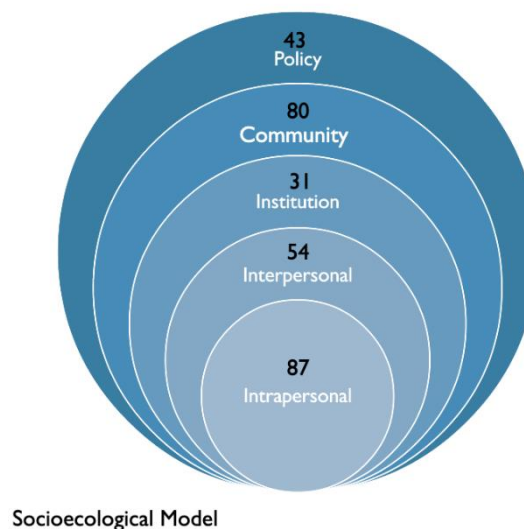 43
Policy
80
Community
31
Institution
54
Interpersonal
87
Intrapersonal
Socioecological Model